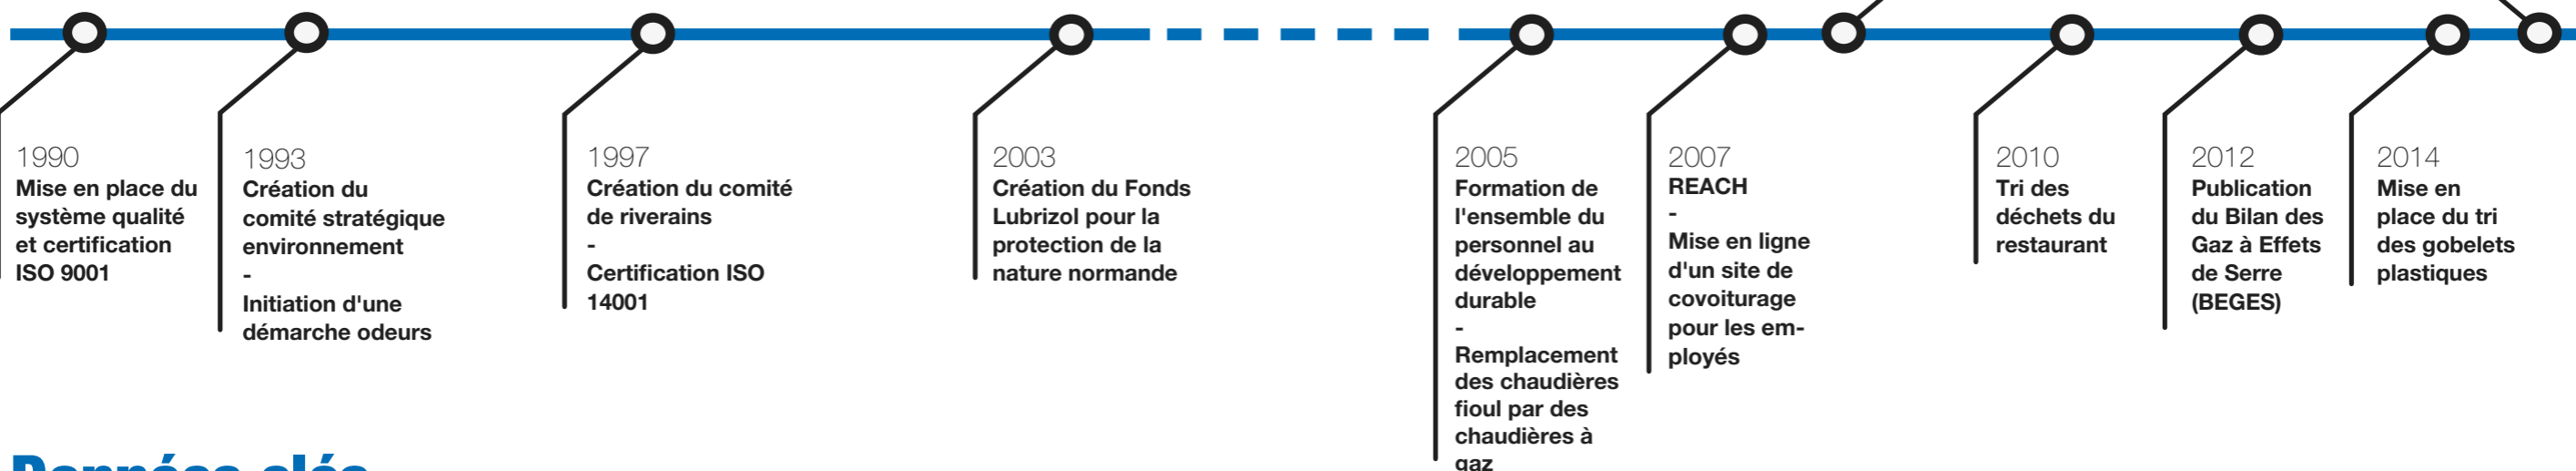 1990
Mise en place du
système qualité
et certification
ISO 9001
1993
Création du
comité stratégique
environnement
-
Initiation d'une
démarche odeurs
1997
Création du comité
de riverains
-
Certification ISO
14001
2003
Création du Fonds
Lubrizol pour la
protection de la
nature normande
2005
Formation de
l'ensemble du
personnel au
développement
durable
-
Remplacement
des chaudières
fioul par des
chaudières à
gaz
2007
REACH
-
Mise en ligne
d'un site de
covoiturage
pour les em-
ployés
2010
Tri des
déchets du
restaurant
2012
Publication
du Bilan des
Gaz à Effets
de Serre
(BEGES)
2014
Mise en
place du tri
des gobelets
plastiques
Données clés